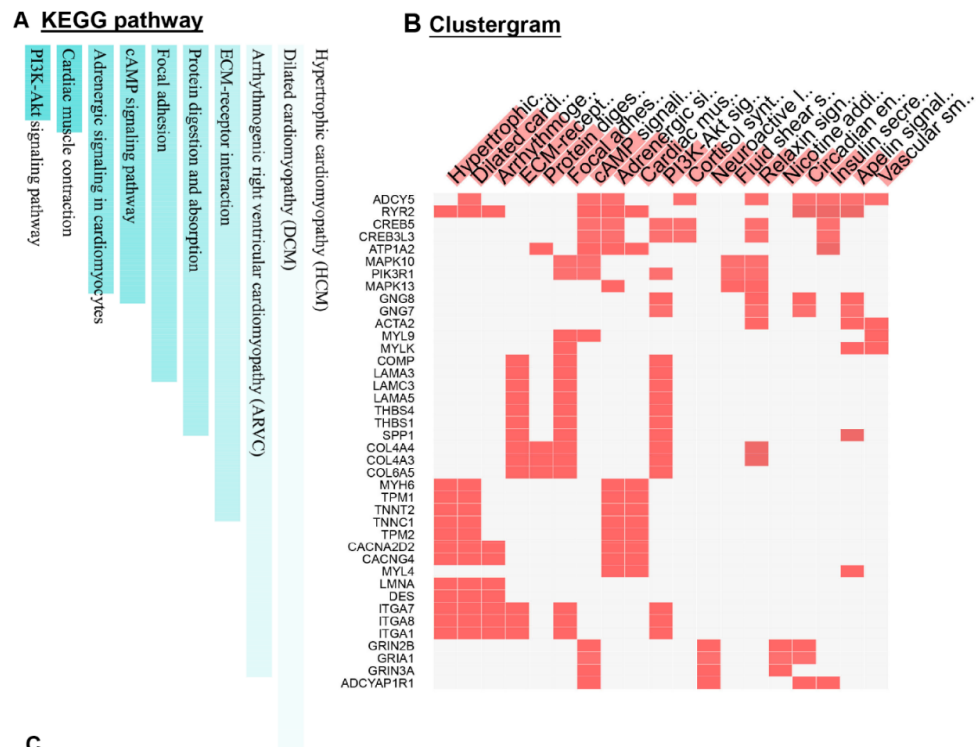 A KEGG pathway
PI3K-Akt signaling pathway
Cardiac muscle contraction
Adrenergic signaling in cardiomyocytes
cAMP signaling pathway
Focal adhesion
Protein digestion and absorption
ECM-receptor interaction
Arrhythmogenic right ventricular cardiomyopathy (ARVC)
Dilated cardiomyopathy (DCM)
Hypertrophic cardiomyopathy (HCM)
B Clustergram
Hypertrophic...
Dilated cardi...
Arrhythmoge...
ECM-recept...
Protein diges...
Focal adhes...
cAMP signali...
Adrenergic si...
Cardiac mus...
PI3K-Akt sig...
Cortisol synt...
Neuroactive l...
Fluid shear s...
Relaxin sign...
Nicotine addi...
Circadian en...
Insulin secre...
Apelin signal...
Vascular sm...
ADCY5
RYR2
CREB5
CREB3L3
ATP1A2
MAPK10
PIK3R1
MAPK13
GNG8
GNG7
ACTA2
MYL9
MYLK
COMP
LAMA3
LAMC3
LAMA5
THBS4
THBS1
SPP1
COL4A4
COL4A3
COL6A5
MYH6
TPM1
TNNT2
TNNC1
TPM2
CACNA2D2
CACNG4
MYL4
LMNA
DES
ITGA7
ITGA8
ITGA1
GRIN2B
GRIA1
GRIN3A
ADCYAP1R1
C